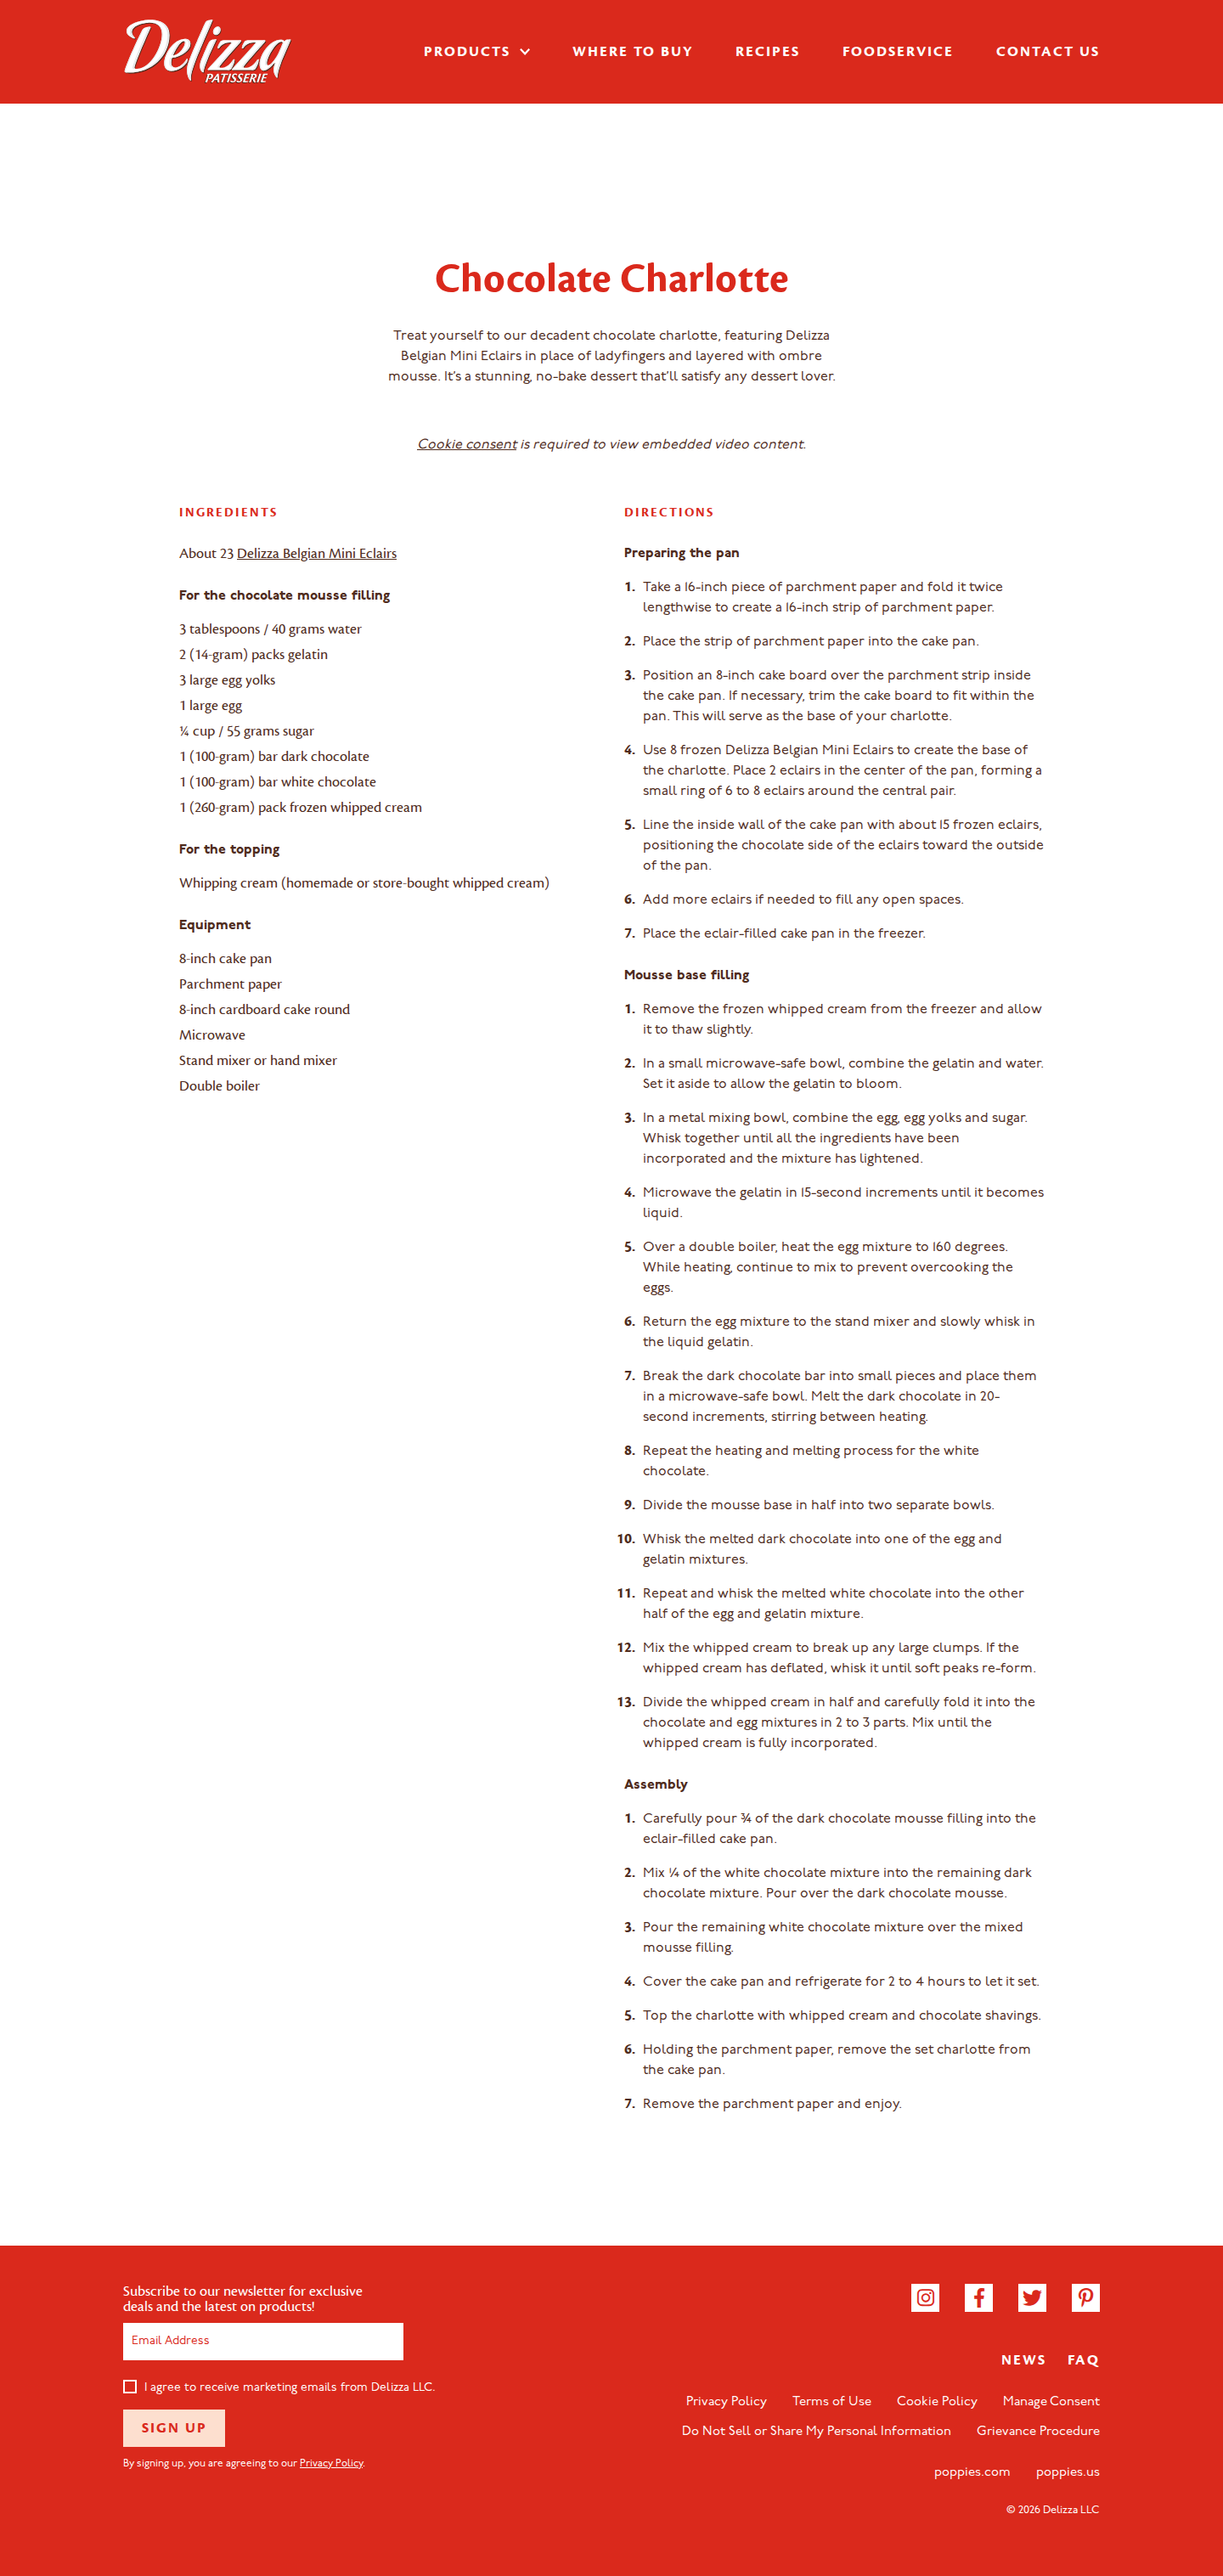 Delizza
PATISSERIE
PRODUCTS
WHERE TO BUY
RECIPES
FOODSERVICE
CONTACT US
Chocolate Charlotte
Treat yourself to our decadent chocolate charlotte, featuring Delizza
Belgian Mini Eclairs in place of ladyfingers and layered with ombre
mousse. It's a stunning, no-bake dessert that'll satisfy any dessert lover.
Cookie consent is required to view embedded video content.
INGREDIENTS
About 23 Delizza Belgian Mini Eclairs
For the chocolate mousse filling
3 tablespoons / 40 grams water
2 (14-gram) packs gelatin
3 large egg yolks
1 large egg
¼ cup / 55 grams sugar
1 (100-gram) bar dark chocolate
1 (100-gram) bar white chocolate
1 (260-gram) pack frozen whipped cream
For the topping
Whipping cream (homemade or store-bought whipped cream)
Equipment
8-inch cake pan
Parchment paper
8-inch cardboard cake round
Microwave
Stand mixer or hand mixer
Double boiler
DIRECTIONS
Preparing the pan
1. Take a 16-inch piece of parchment paper and fold it twice
lengthwise to create a 16-inch strip of parchment paper.
2. Place the strip of parchment paper into the cake pan.
3. Position an 8-inch cake board over the parchment strip inside
the cake pan. If necessary, trim the cake board to fit within the
pan. This will serve as the base of your charlotte.
4. Use 8 frozen Delizza Belgian Mini Eclairs to create the base of
the charlotte. Place 2 eclairs in the center of the pan, forming a
small ring of 6 to 8 eclairs around the central pair.
5. Line the inside wall of the cake pan with about 15 frozen eclairs,
positioning the chocolate side of the eclairs toward the outside
of the pan.
6. Add more eclairs if needed to fill any open spaces.
7. Place the eclair-filled cake pan in the freezer.
Mousse base filling
1. Remove the frozen whipped cream from the freezer and allow
it to thaw slightly.
2. In a small microwave-safe bowl, combine the gelatin and water.
Set it aside to allow the gelatin to bloom.
3. In a metal mixing bowl, combine the egg, egg yolks and sugar.
Whisk together until all the ingredients have been
incorporated and the mixture has lightened.
4. Microwave the gelatin in 15-second increments until it becomes
liquid.
5. Over a double boiler, heat the egg mixture to 160 degrees.
While heating, continue to mix to prevent overcooking the
eggs.
6. Return the egg mixture to the stand mixer and slowly whisk in
the liquid gelatin.
7. Break the dark chocolate bar into small pieces and place them
in a microwave-safe bowl. Melt the dark chocolate in 20-
second increments, stirring between heating.
8. Repeat the heating and melting process for the white
chocolate.
9. Divide the mousse base in half into two separate bowls.
10. Whisk the melted dark chocolate into one of the egg and
gelatin mixtures.
11. Repeat and whisk the melted white chocolate into the other
half of the egg and gelatin mixture.
12. Mix the whipped cream to break up any large clumps. If the
whipped cream has deflated, whisk it until soft peaks re-form.
13. Divide the whipped cream in half and carefully fold it into the
chocolate and egg mixtures in 2 to 3 parts. Mix until the
whipped cream is fully incorporated.
Assembly
1. Carefully pour ¾ of the dark chocolate mousse filling into the
eclair-filled cake pan.
2. Mix ¼ of the white chocolate mixture into the remaining dark
chocolate mixture. Pour over the dark chocolate mousse.
3. Pour the remaining white chocolate mixture over the mixed
mousse filling.
4. Cover the cake pan and refrigerate for 2 to 4 hours to let it set.
5. Top the charlotte with whipped cream and chocolate shavings.
6. Holding the parchment paper, remove the set charlotte from
the cake pan.
7. Remove the parchment paper and enjoy.
Subscribe to our newsletter for exclusive
deals and the latest on products!
Email Address
I agree to receive marketing emails from Delizza LLC.
SIGN UP
By signing up, you are agreeing to our Privacy Policy.
NEWS FAQ
Privacy Policy Terms of Use Cookie Policy Manage Consent
Do Not Sell or Share My Personal Information Grievance Procedure
poppies.com poppies.us
© 2026 Delizza LLC